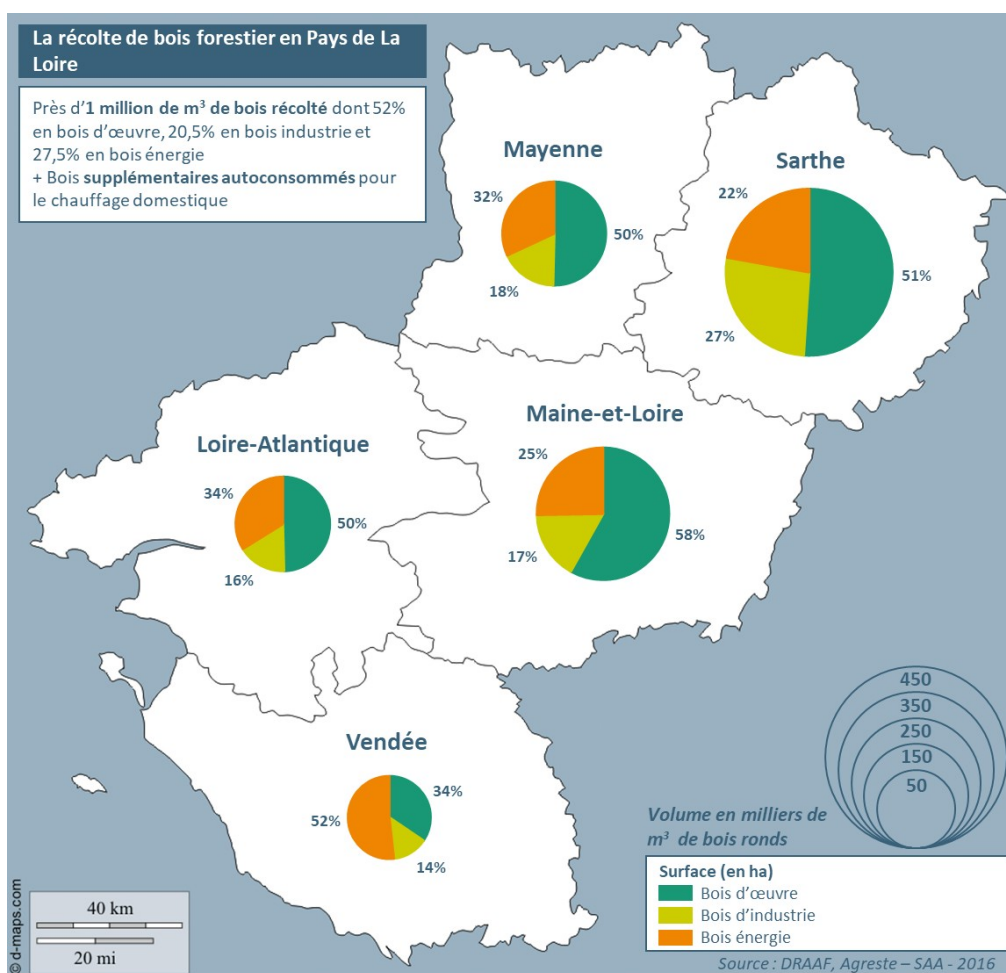 La récolte de bois forestier en Pays de La
Loire
Près d'1 million de m³ de bois récolté dont 52%
en bois d'œuvre, 20,5% en bois industrie et
27,5% en bois énergie
+ Bois supplémentaires autoconsommés pour
le chauffage domestique
Mayenne
32%
50%
18%
Sarthe
22%
51%
27%
Maine-et-Loire
25%
58%
17%
Loire-Atlantique
34%
50%
16%
Vendée
34%
52%
14%
450
350
250
150
50
Volume en milliers de
m³ de bois ronds
Surface (en ha)
Bois d'œuvre
Bois d'industrie
Bois énergie
Source : DRAAF, Agreste – SAA - 2016
40 km
20 mi
© d-maps.com